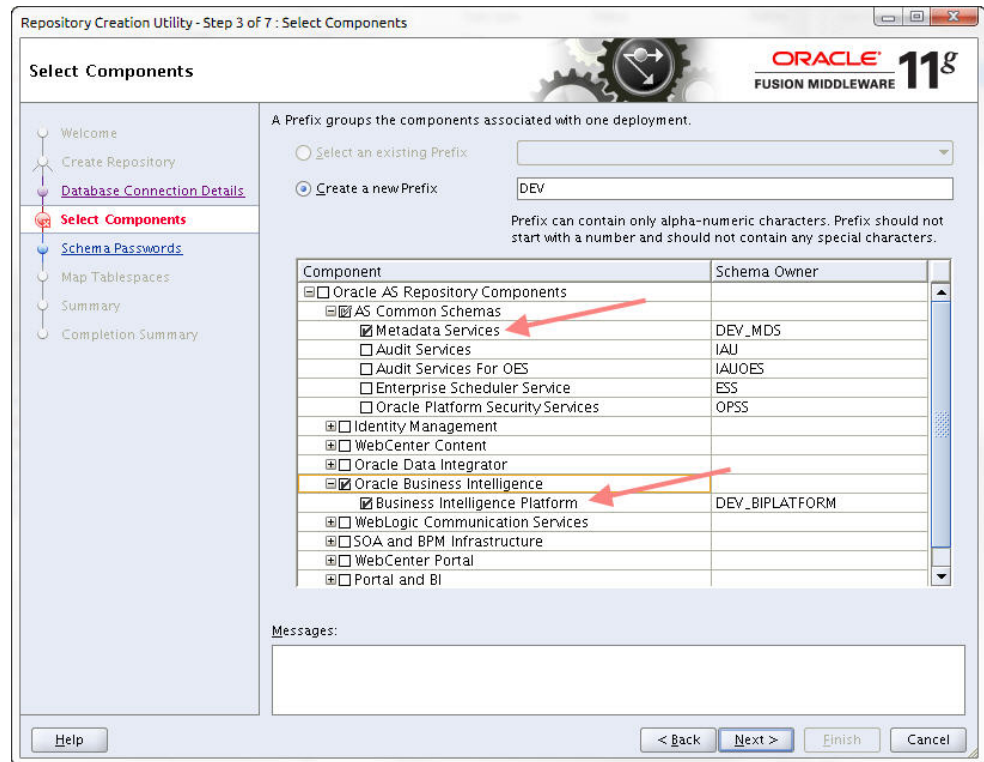 Repository Creation Utility - Step 3 of 7 : Select Components
Select Components
ORACLE
FUSION MIDDLEWARE
11g
Welcome
Create Repository
Database Connection Details
Select Components
Schema Passwords
Map Tablespaces
Summary
Completion Summary
A Prefix groups the components associated with one deployment.
Select an existing Prefix
Create a new Prefix
DEV
Prefix can contain only alpha-numeric characters. Prefix should not
start with a number and should not contain any special characters.
Component Schema Owner
Oracle AS Repository Components
AS Common Schemas
Metadata Services DEV_MDS
Audit Services IAU
Audit Services For OES IAUOES
Enterprise Scheduler Service ESS
Oracle Platform Security Services OPSS
Identity Management
WebCenter Content
Oracle Data Integrator
Oracle Business Intelligence
Business Intelligence Platform DEV_BIPLATFORM
WebLogic Communication Services
SOA and BPM Infrastructure
WebCenter Portal
Portal and BI
Messages:
Help
< Back
Next >
Finish
Cancel